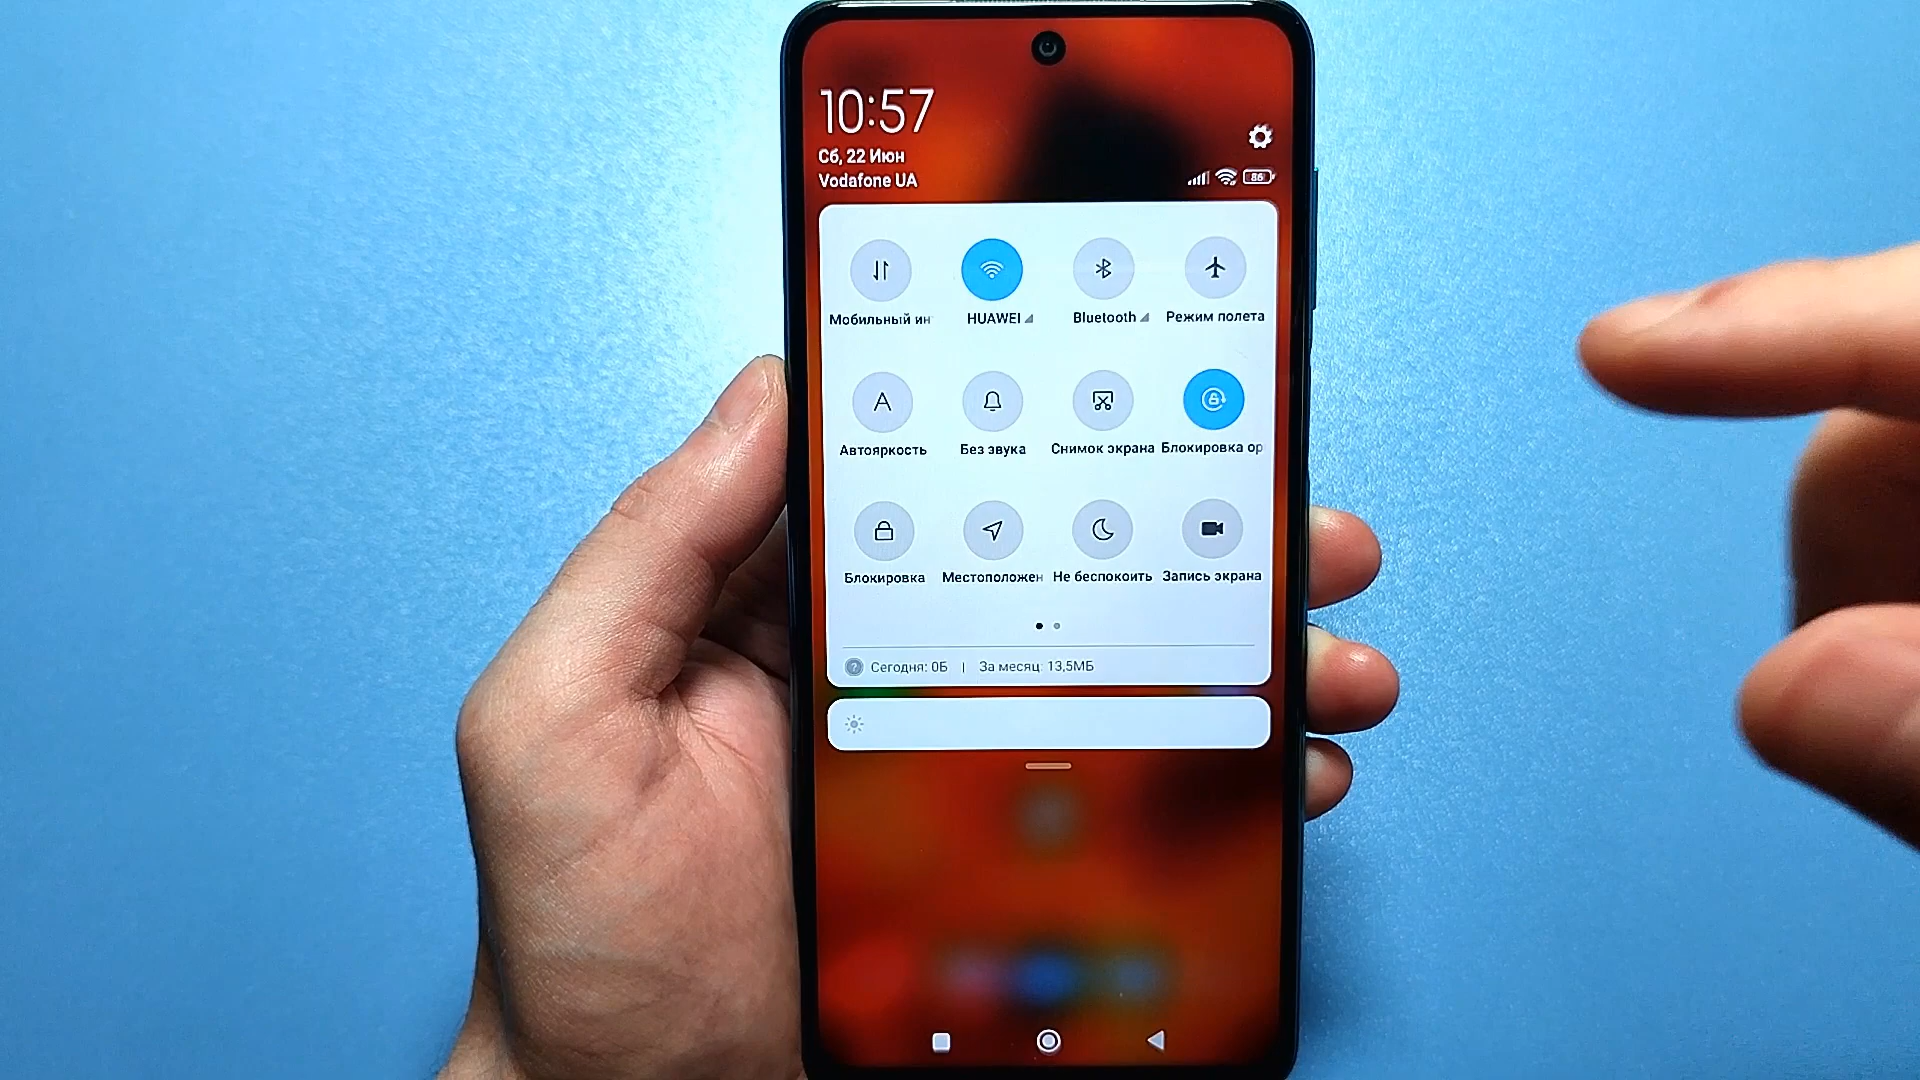 10:57
Сб, 22 Июн
Vodafone UA
86
Мобильный ин
HUAWEI
Bluetooth
Режим полета
A
Автояркость
Без звука
Снимок экрана
Блокировка ор
Блокировка
Местоположен
Не беспокоить
Запись экрана
? Сегодня: 0Б | За месяц: 13,5МБ